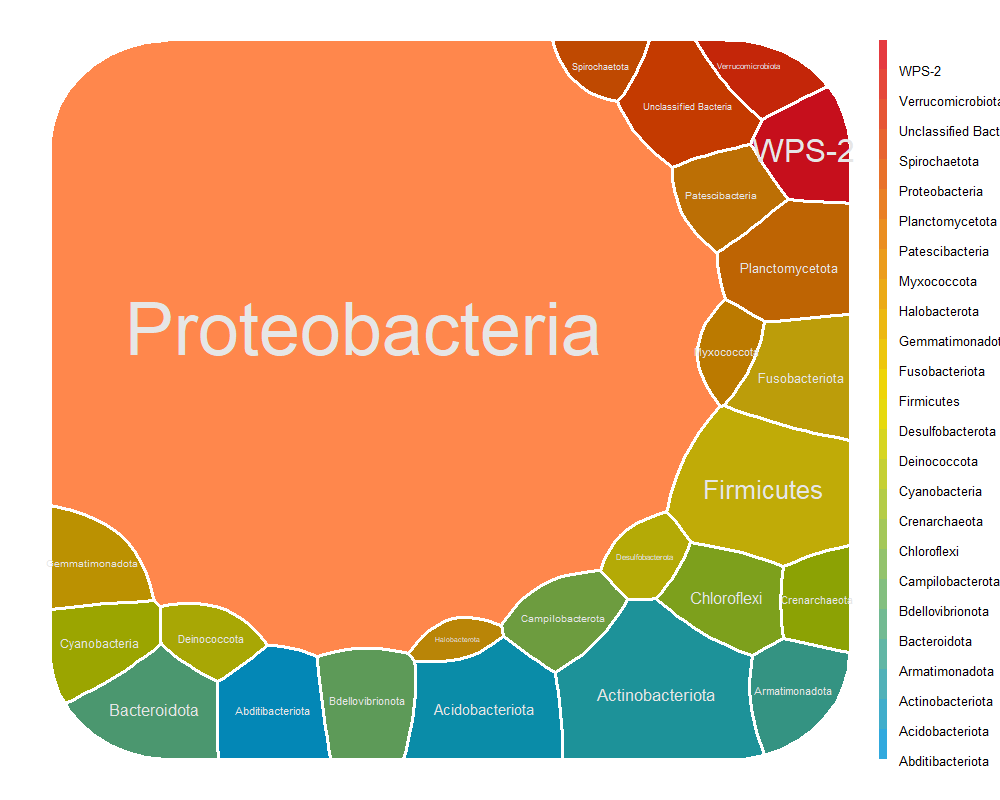 Spirochaetota
Verrucomicrobiota
Unclassified Bacteria
WPS-2
Patescibacteria
Planctomycetota
Proteobacteria
Myxococcota
Fusobacteriota
Firmicutes
Desulfobacterota
Gemmatimonadota
Chloroflexi
Crenarchaeota
Campilobacterota
Cyanobacteria
Deinococcota
Halobacterota
Bacteroidota
Abditibacteriota
Bdellovibrionota
Acidobacteriota
Actinobacteriota
Armatimonadota
WPS-2
Verrucomicrobiota
Unclassified Bact
Spirochaetota
Proteobacteria
Planctomycetota
Patescibacteria
Myxococcota
Halobacterota
Gemmatimonadot
Fusobacteriota
Firmicutes
Desulfobacterota
Deinococcota
Cyanobacteria
Crenarchaeota
Chloroflexi
Campilobacterota
Bdellovibrionota
Bacteroidota
Armatimonadota
Actinobacteriota
Acidobacteriota
Abditibacteriota